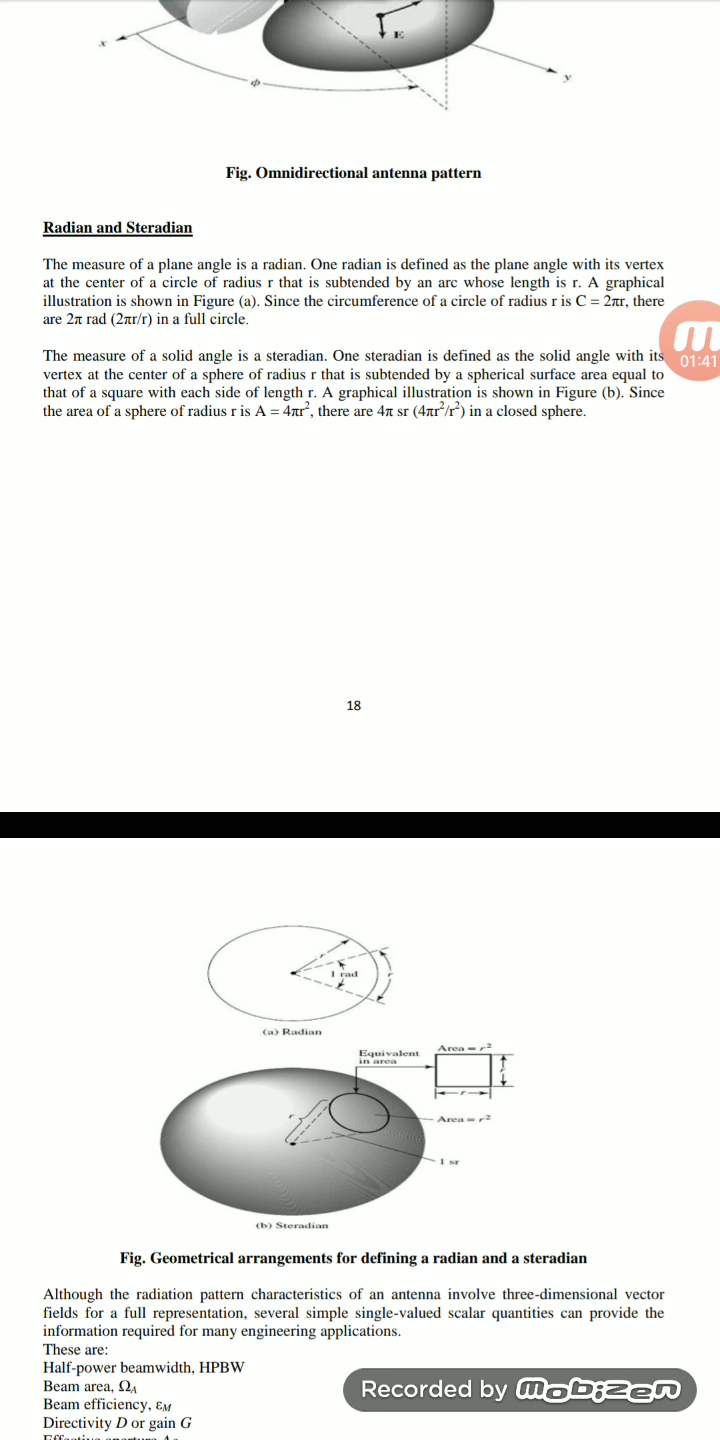 E
x
ϕ
y
Fig. Omnidirectional antenna pattern
Radian and Steradian
The measure of a plane angle is a radian. One radian is defined as the plane angle with its vertex
at the center of a circle of radius r that is subtended by an arc whose length is r. A graphical
illustration is shown in Figure (a). Since the circumference of a circle of radius r is C = 2πr, there
are 2π rad (2πr/r) in a full circle.
01:41
The measure of a solid angle is a steradian. One steradian is defined as the solid angle with its
vertex at the center of a sphere of radius r that is subtended by a spherical surface area equal to
that of a square with each side of length r. A graphical illustration is shown in Figure (b). Since
the area of a sphere of radius r is A = 4πr², there are 4π sr (4πr²/r²) in a closed sphere.
18
r
1 rad
r
(a) Radian
Equivalent
in area
Area = r²
r
r
r
Area = r²
1 sr
(b) Steradian
Fig. Geometrical arrangements for defining a radian and a steradian
Although the radiation pattern characteristics of an antenna involve three-dimensional vector
fields for a full representation, several simple single-valued scalar quantities can provide the
information required for many engineering applications.
These are:
Half-power beamwidth, HPBW
Beam area, Ω_A
Beam efficiency, ε_M
Directivity D or gain G
Recorded by mobizen